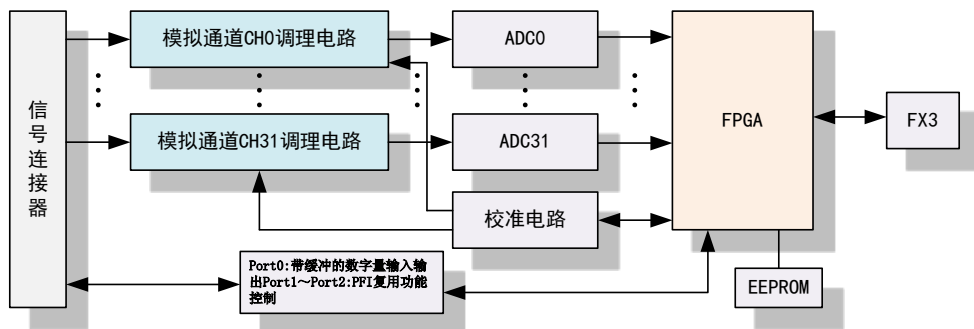 信号连接器
模拟通道CH0调理电路
ADC0
模拟通道CH31调理电路
ADC31
FPGA
FX3
校准电路
Port0:带缓冲的数字量输入输
出Port1～Port2:PFI复用功能
控制
EEPROM